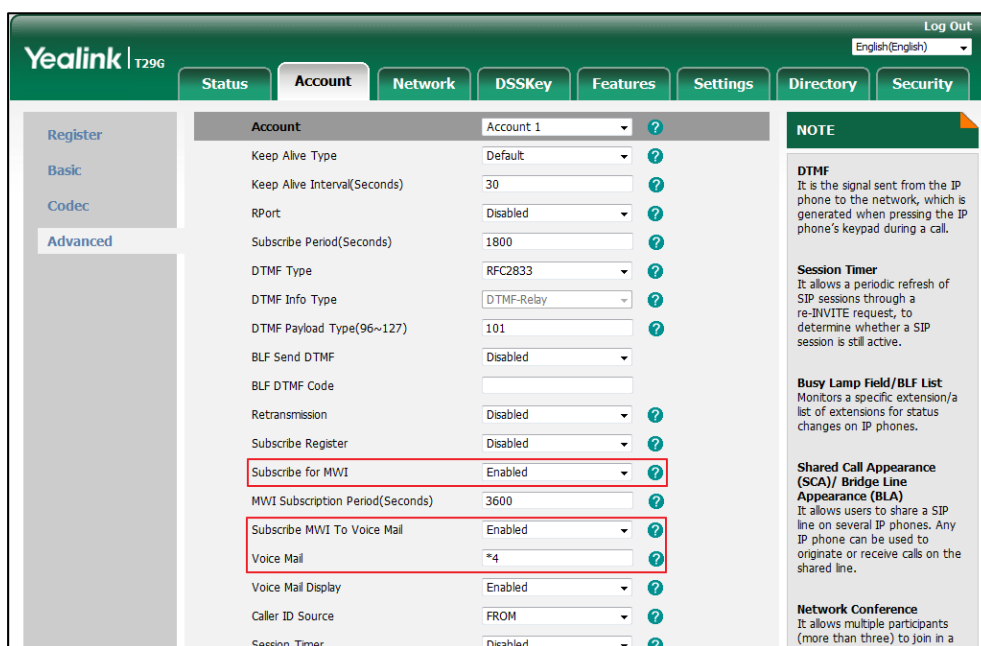 Log Out
Yealink T29G
English(English)
Status Account Network DSSKey Features Settings Directory Security
Register
Basic
Codec
Advanced
Account Account 1
Keep Alive Type Default
Keep Alive Interval(Seconds) 30
RPort Disabled
Subscribe Period(Seconds) 1800
DTMF Type RFC2833
DTMF Info Type DTMF-Relay
DTMF Payload Type(96~127) 101
BLF Send DTMF Disabled
BLF DTMF Code
Retransmission Disabled
Subscribe Register Disabled
Subscribe for MWI Enabled
MWI Subscription Period(Seconds) 3600
Subscribe MWI To Voice Mail Enabled
Voice Mail *4
Voice Mail Display Enabled
Caller ID Source FROM
Session Timer Disabled
NOTE
DTMF
It is the signal sent from the IP
phone to the network, which is
generated when pressing the IP
phone's keypad during a call.
Session Timer
It allows a periodic refresh of
SIP sessions through a
re-INVITE request, to
determine whether a SIP
session is still active.
Busy Lamp Field/BLF List
Monitors a specific extension/a
list of extensions for status
changes on IP phones.
Shared Call Appearance
(SCA)/ Bridge Line
Appearance (BLA)
It allows users to share a SIP
line on several IP phones. Any
IP phone can be used to
originate or receive calls on the
shared line.
Network Conference
It allows multiple participants
(more than three) to join in a